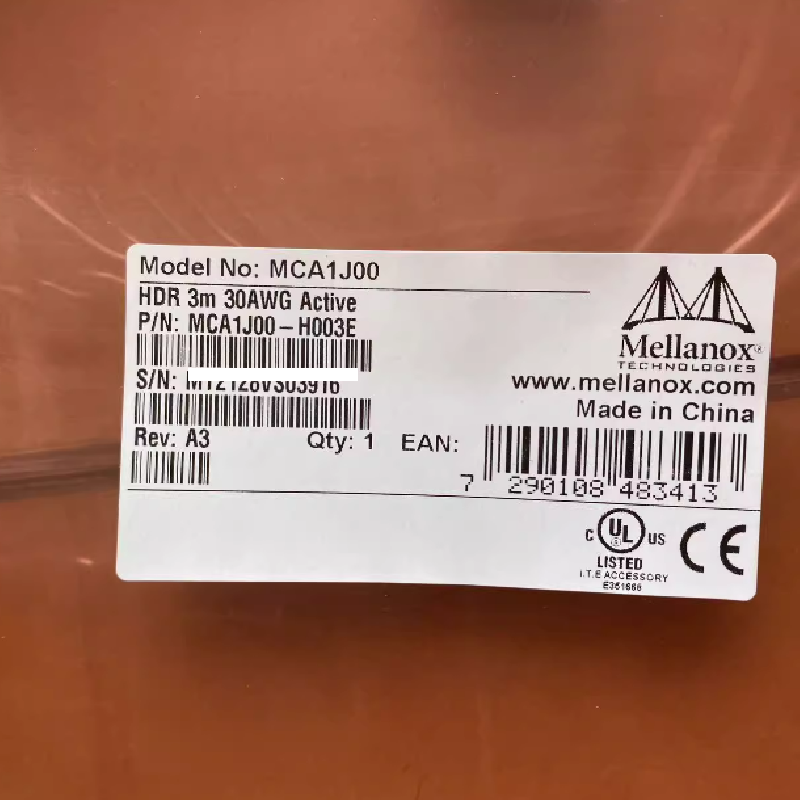 Model No: MCA1J00
HDR 3m 30AWG Active
P/N: MCA1J00-H003E
S/N:
Rev: A3
Qty: 1
EAN:
7 290108 483413
Mellanox®
TECHNOLOGIES
www.mellanox.com
Made in China
C UL US
LISTED
I.T.E ACCESSORY
E351665
CE